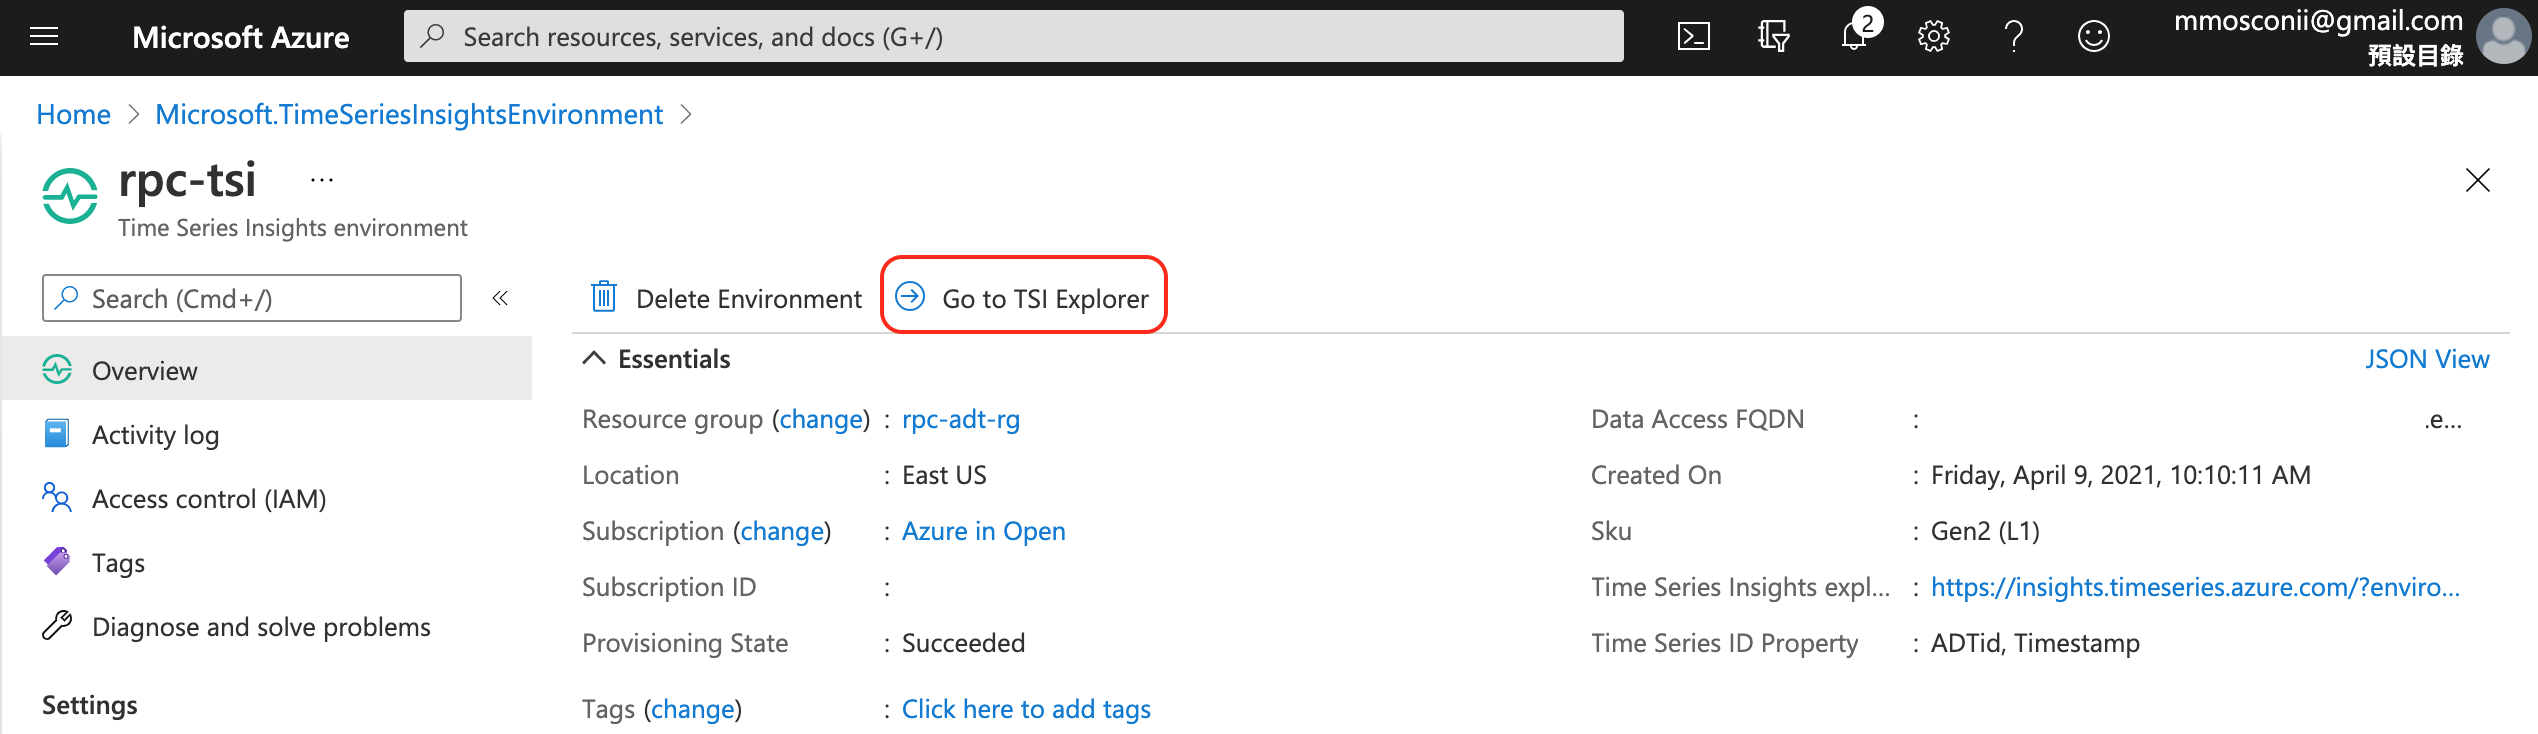 Microsoft Azure
Search resources, services, and docs (G+/)
2
mmosconii@gmail.com
預設目錄
Home > Microsoft.TimeSeriesInsightsEnvironment >
rpc-tsi ...
Time Series Insights environment
Search (Cmd+/)
«
Delete Environment
Go to TSI Explorer
Overview
Activity log
Access control (IAM)
Tags
Diagnose and solve problems
Settings
Essentials
JSON View
Resource group (change) : rpc-adt-rg
Location : East US
Subscription (change) : Azure in Open
Subscription ID :
Provisioning State : Succeeded
Tags (change) : Click here to add tags
Data Access FQDN : .e...
Created On : Friday, April 9, 2021, 10:10:11 AM
Sku : Gen2 (L1)
Time Series Insights expl... : https://insights.timeseries.azure.com/?enviro...
Time Series ID Property : ADTid, Timestamp